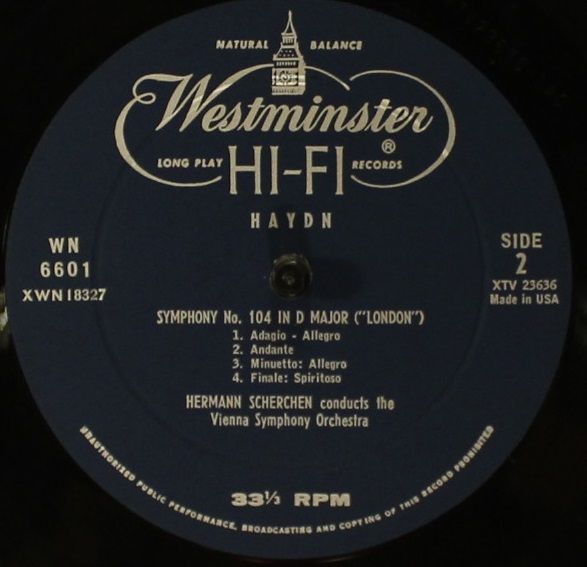 NATURAL BALANCE
Westminster ®
LONG PLAY HI-FI RECORDS
HAYDN
WN
6601
XWN18327
SIDE
2
XTV 23636
Made in USA
SYMPHONY No. 104 IN D MAJOR ("LONDON")
1. Adagio - Allegro
2. Andante
3. Minuetto: Allegro
4. Finale: Spiritoso
HERMANN SCHERCHEN conducts the
Vienna Symphony Orchestra
33⅓ RPM
UNAUTHORIZED PUBLIC PERFORMANCE, BROADCASTING AND COPYING OF THIS RECORD PROHIBITED